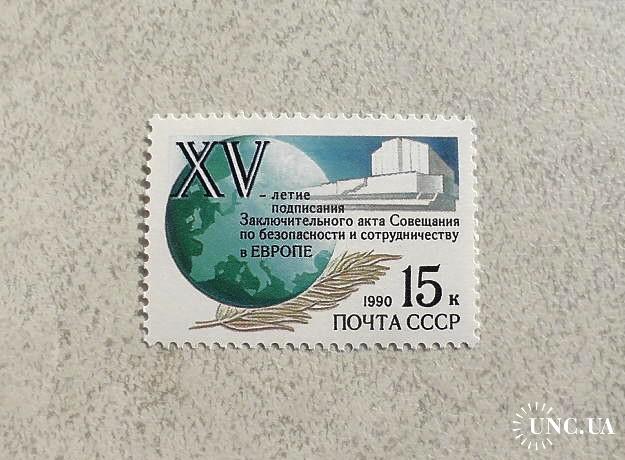 XV
- летие
подписания
Заключительного акта Совещания
по безопасности и сотрудничеству
в ЕВРОПЕ
1990 15 к
ПОЧТА СССР
UNC.UA